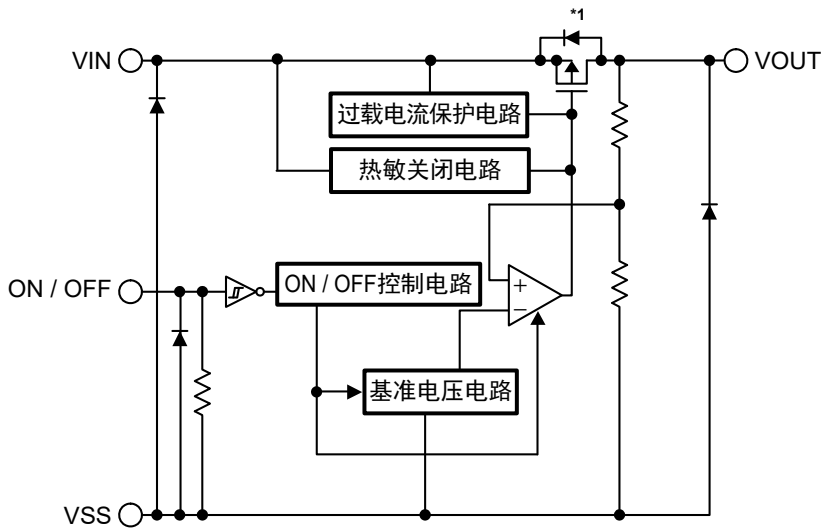 *1
VIN
VOUT
过载电流保护电路
热敏关闭电路
ON / OFF
ON / OFF控制电路
+
−
基准电压电路
VSS